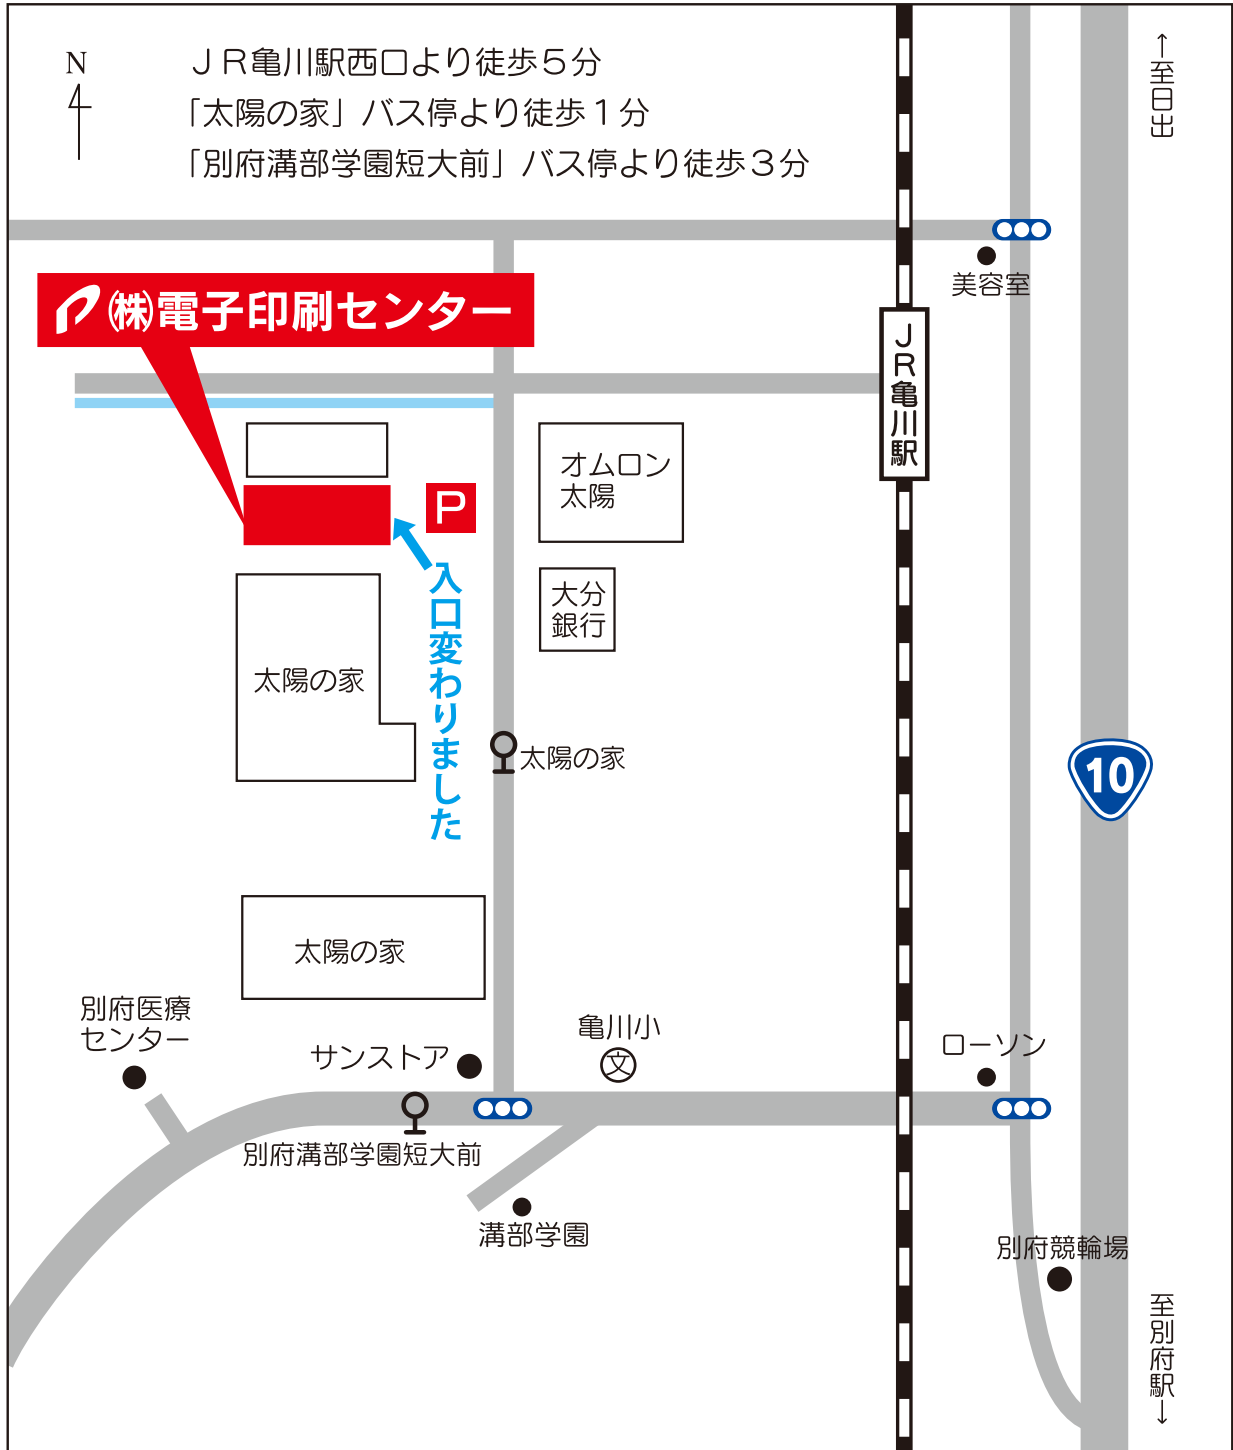 N
ＪＲ亀川駅西口より徒歩５分
「太陽の家」バス停より徒歩１分
「別府溝部学園短大前」バス停より徒歩３分
←至日出
美容室
㈱電子印刷センター
ＪＲ亀川駅
オムロン
太陽
P
入口変わりました
大分
銀行
太陽の家
太陽の家
10
太陽の家
別府医療
センター
サンストア
亀川小
文
ローソン
別府溝部学園短大前
溝部学園
別府競輪場
至別府駅→